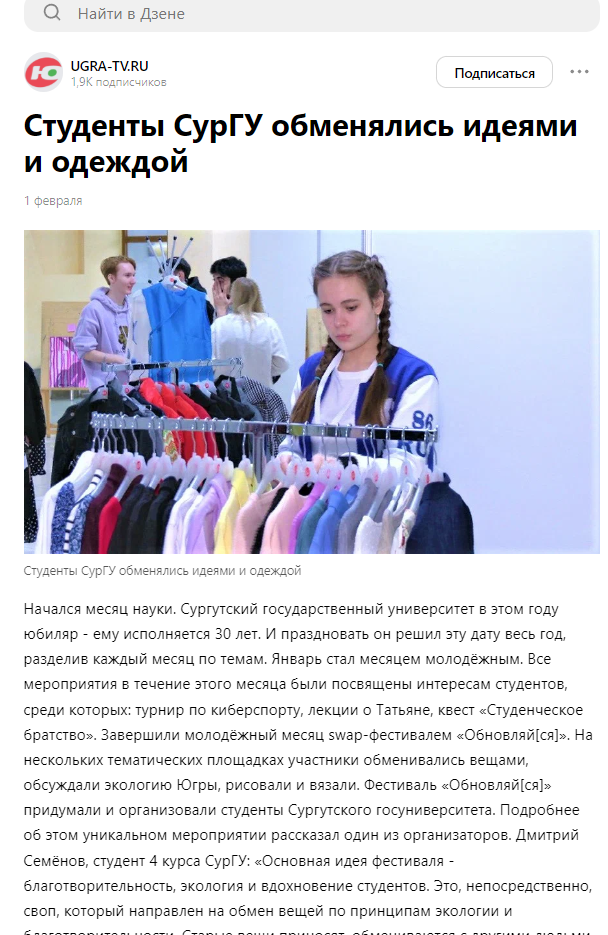 Найти в Дзене
UGRA-TV.RU
1,9K подписчиков
Подписаться
Студенты СурГУ обменялись идеями
и одеждой
1 февраля
86
Студенты СурГУ обменялись идеями и одеждой
Начался месяц науки. Сургутский государственный университет в этом году
юбиляр - ему исполняется 30 лет. И праздновать он решил эту дату весь год,
разделив каждый месяц по темам. Январь стал месяцем молодёжным. Все
мероприятия в течение этого месяца были посвящены интересам студентов,
среди которых: турнир по киберспорту, лекции о Татьяне, квест «Студенческое
братство». Завершили молодёжный месяц swap-фестивалем «Обновляй[ся]». На
нескольких тематических площадках участники обменивались вещами,
обсуждали экологию Югры, рисовали и вязали. Фестиваль «Обновляй[ся]»
придумали и организовали студенты Сургутского госуниверситета. Подробнее
об этом уникальном мероприятии рассказал один из организаторов. Дмитрий
Семёнов, студент 4 курса СурГУ: «Основная идея фестиваля -
благотворительность, экология и вдохновение студентов. Это, непосредственно,
своп, который направлен на обмен вещей по принципам экологии и
благотворительности. Старые вещи приносят, обмениваются с другими людьми